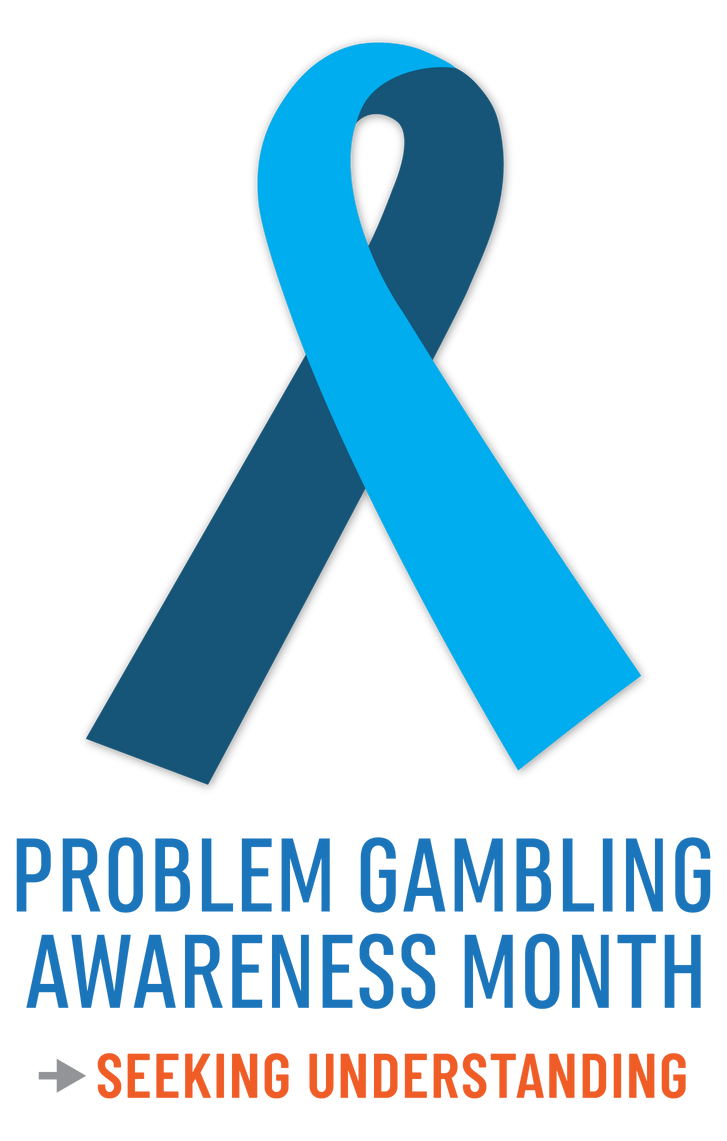 PROBLEM GAMBLING
AWARENESS MONTH
SEEKING UNDERSTANDING